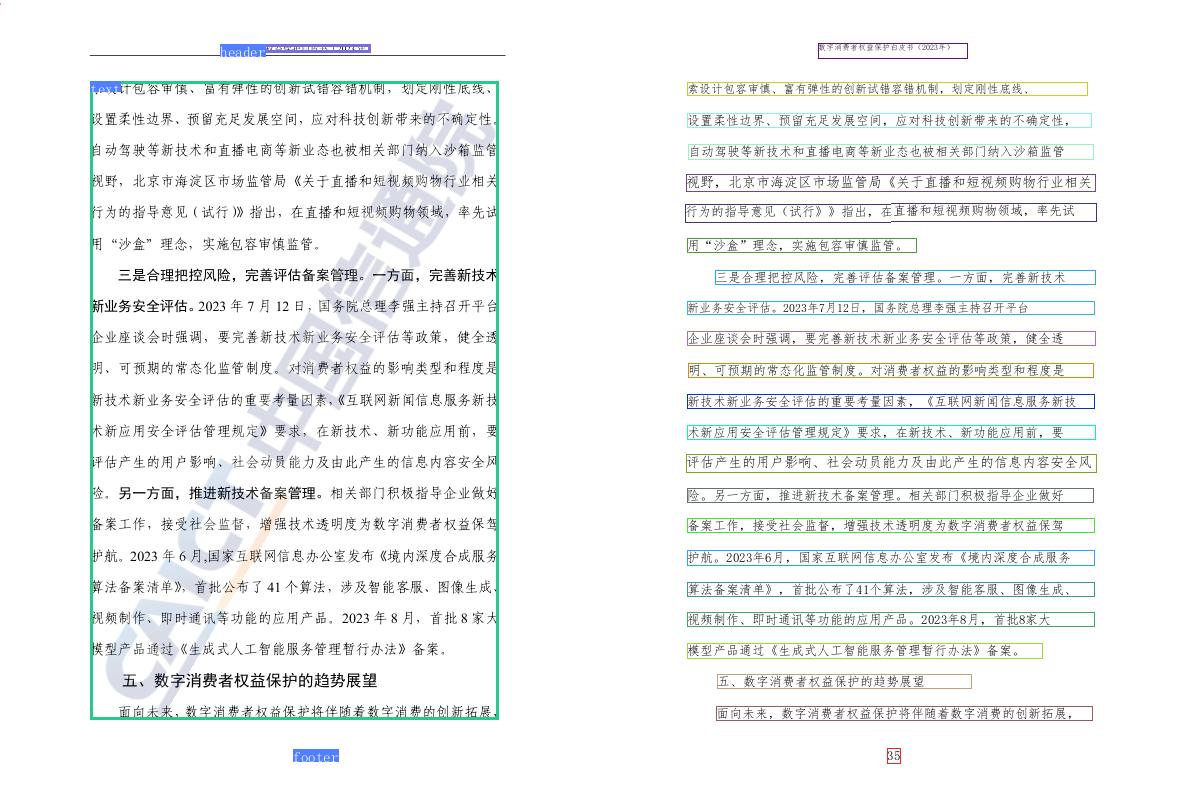 header
text
索设计包容审慎、富有弹性的创新试错容错机制，划定刚性底线、
设置柔性边界、预留充足发展空间，应对科技创新带来的不确定性。
自动驾驶等新技术和直播电商等新业态也被相关部门纳入沙箱监管
视野，北京市海淀区市场监管局《关于直播和短视频购物行业相关
行为的指导意见（试行）》指出，在直播和短视频购物领域，率先试
用“沙盒”理念，实施包容审慎监管。
三是合理把控风险，完善评估备案管理。一方面，完善新技术
新业务安全评估。2023 年 7 月 12 日，国务院总理李强主持召开平台
企业座谈会时强调，要完善新技术新业务安全评估等政策，健全透
明、可预期的常态化监管制度。对消费者权益的影响类型和程度是
新技术新业务安全评估的重要考量因素，《互联网新闻信息服务新技
术新应用安全评估管理规定》要求，在新技术、新功能应用前，要
评估产生的用户影响、社会动员能力及由此产生的信息内容安全风
险。另一方面，推进新技术备案管理。相关部门积极指导企业做好
备案工作，接受社会监督，增强技术透明度为数字消费者权益保驾
护航。2023 年 6 月,国家互联网信息办公室发布《境内深度合成服务
算法备案清单》，首批公布了 41 个算法，涉及智能客服、图像生成、
视频制作、即时通讯等功能的应用产品。2023 年 8 月，首批 8 家大
模型产品通过《生成式人工智能服务管理暂行办法》备案。
五、数字消费者权益保护的趋势展望
面向未来，数字消费者权益保护将伴随着数字消费的创新拓展，
CAICT 中国信通院
footer
数字消费者权益保护白皮书（2023年）
索设计包容审慎、富有弹性的创新试错容错机制，划定刚性底线、
设置柔性边界、预留充足发展空间，应对科技创新带来的不确定性，
自动驾驶等新技术和直播电商等新业态也被相关部门纳入沙箱监管
视野，北京市海淀区市场监管局《关于直播和短视频购物行业相关
行为的指导意见（试行》》指出，在直播和短视频购物领域，率先试
用“沙盒”理念，实施包容审慎监管。
三是合理把控风险，完善评估备案管理。一方面，完善新技术
新业务安全评估。2023年7月12日，国务院总理李强主持召开平台
企业座谈会时强调，要完善新技术新业务安全评估等政策，健全透
明、可预期的常态化监管制度。对消费者权益的影响类型和程度是
新技术新业务安全评估的重要考量因素，《互联网新闻信息服务新技
术新应用安全评估管理规定》要求，在新技术、新功能应用前，要
评估产生的用户影响、社会动员能力及由此产生的信息内容安全风
险。另一方面，推进新技术备案管理。相关部门积极指导企业做好
备案工作，接受社会监督，增强技术透明度为数字消费者权益保驾
护航。2023年6月，国家互联网信息办公室发布《境内深度合成服务
算法备案清单》，首批公布了41个算法，涉及智能客服、图像生成、
视频制作、即时通讯等功能的应用产品。2023年8月，首批8家大
模型产品通过《生成式人工智能服务管理暂行办法》备案。
五、数字消费者权益保护的趋势展望
面向未来，数字消费者权益保护将伴随着数字消费的创新拓展，
35